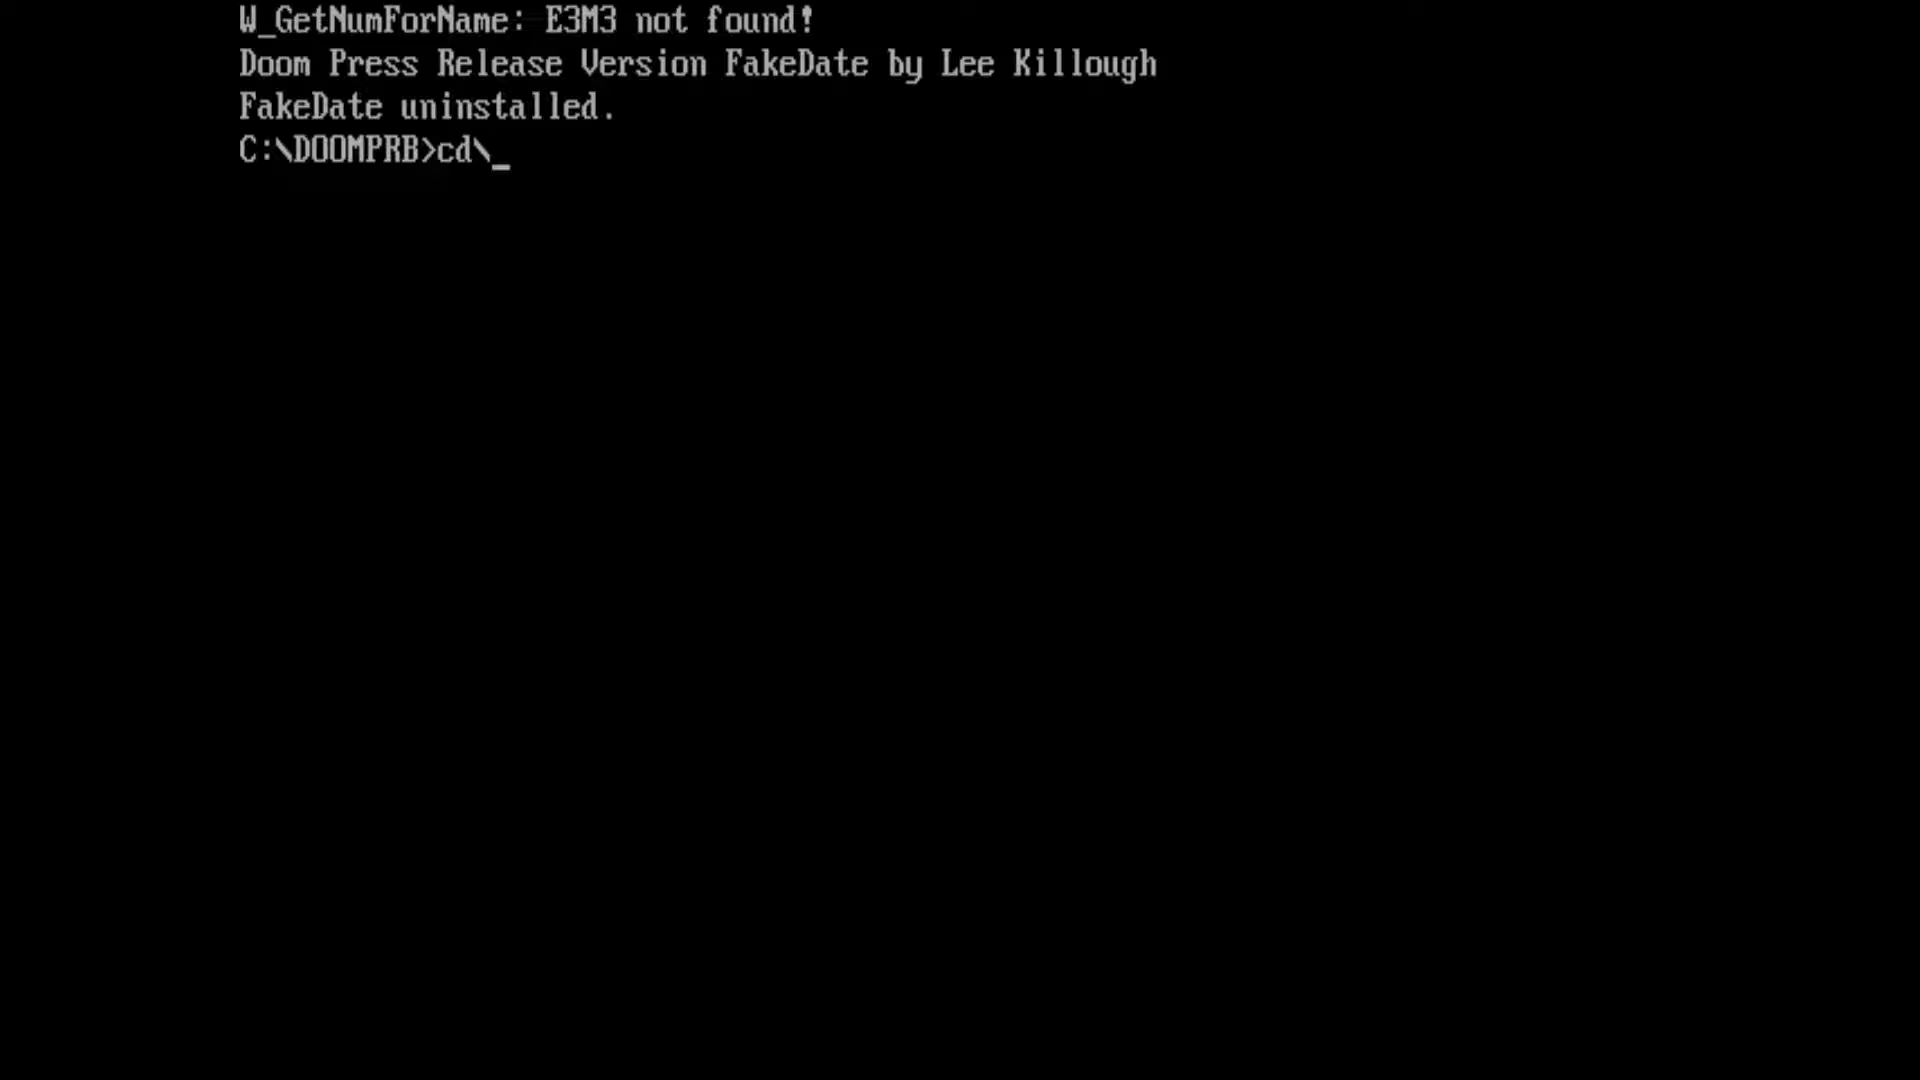 W_GetNumForName: E3M3 not found!
Doom Press Release Version FakeDate by Lee Killough
FakeDate uninstalled.
C:\DOOMPRB>cd\_